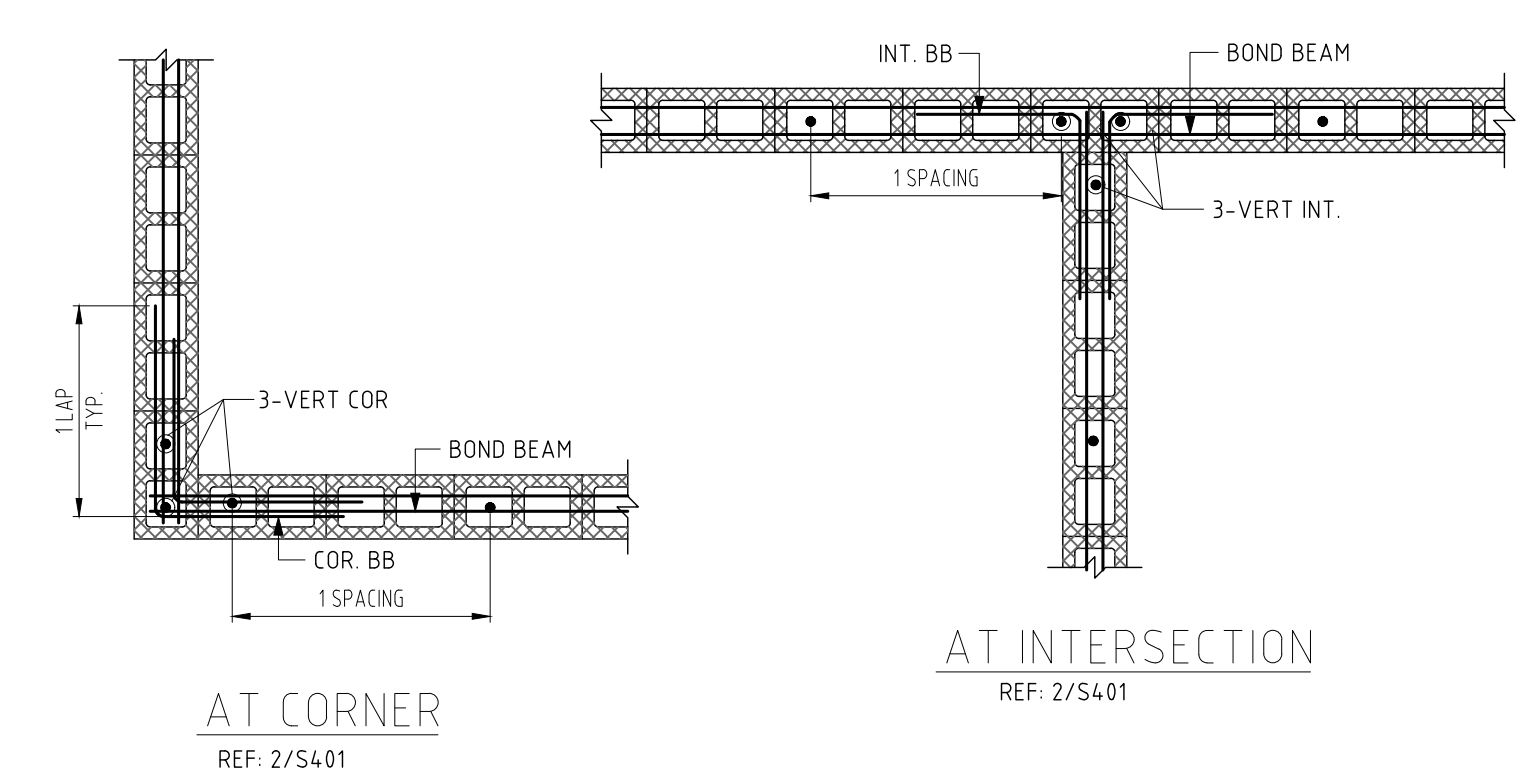 INT. BB
BOND BEAM
1 SPACING
3-VERT INT.
1 LAP
TYP.
3-VERT COR
BOND BEAM
COR. BB
1 SPACING
AT INTERSECTION
REF: 2/S401
AT CORNER
REF: 2/S401